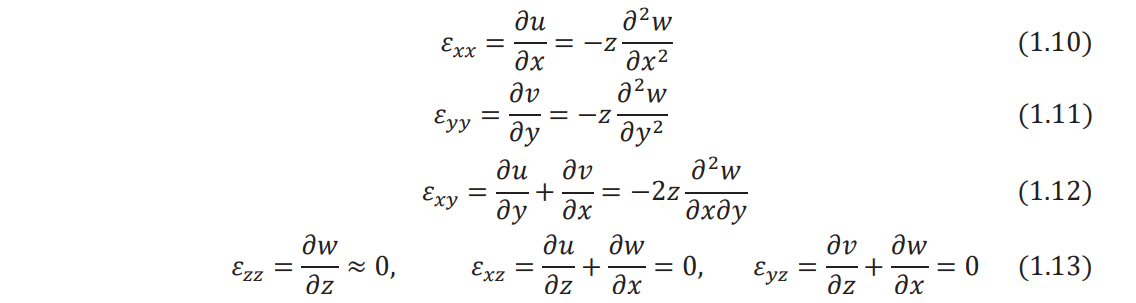 ε_xx = ∂u/∂x = −z ∂²w/∂x² (1.10)
ε_yy = ∂v/∂y = −z ∂²w/∂y² (1.11)
ε_xy = ∂u/∂y + ∂v/∂x = −2z ∂²w/∂x∂y (1.12)
ε_zz = ∂w/∂z ≈ 0, ε_xz = ∂u/∂z + ∂w/∂x = 0, ε_yz = ∂v/∂z + ∂w/∂x = 0 (1.13)